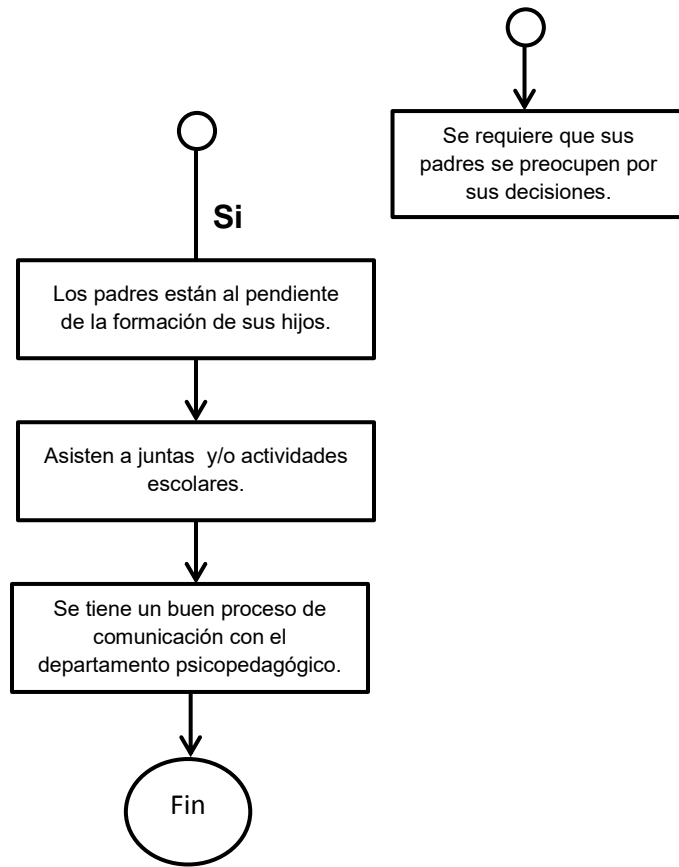 Se requiere que sus
padres se preocupen por
sus decisiones.
Si
Los padres están al pendiente
de la formación de sus hijos.
Asisten a juntas  y/o actividades
escolares.
Se tiene un buen proceso de
comunicación con el
departamento psicopedagógico.
Fin